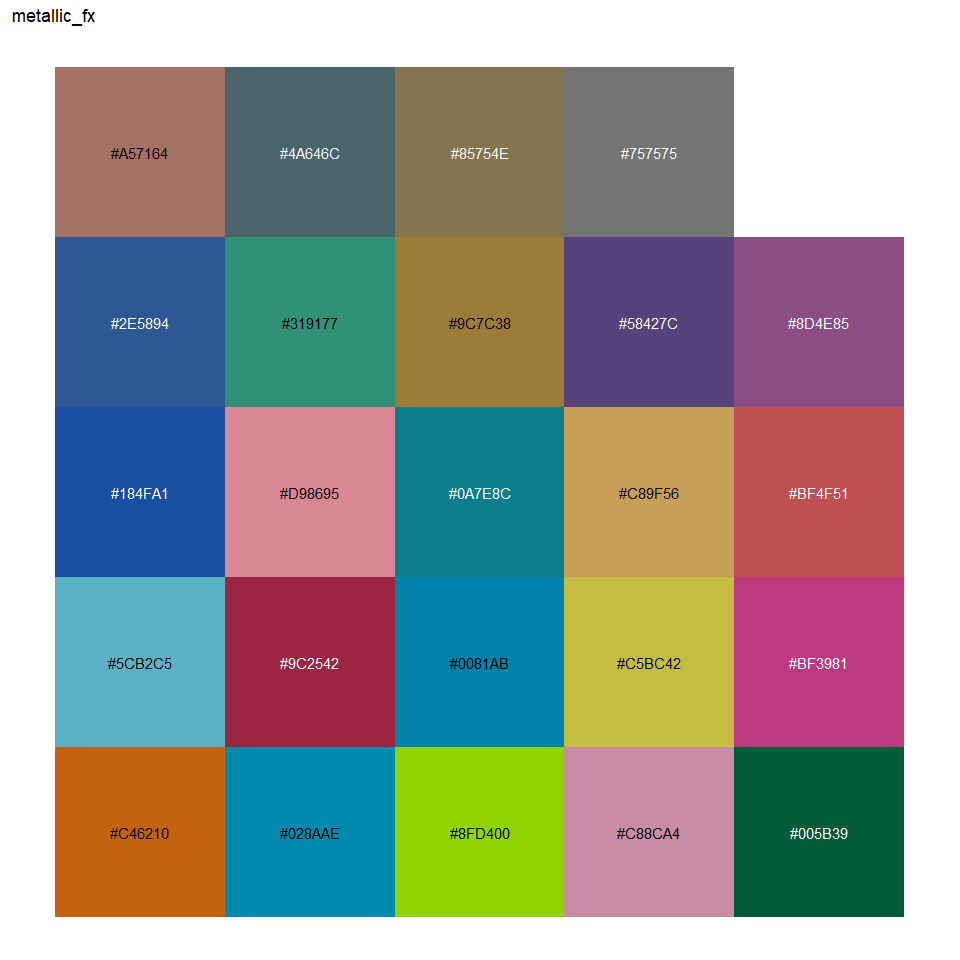 metallic_fx
#A57164 #4A646C #85754E #757575
#2E5894 #319177 #9C7C38 #58427C #8D4E85
#184FA1 #D98695 #0A7E8C #C89F56 #BF4F51
#5CB2C5 #9C2542 #0081AB #C5BC42 #BF3981
#C46210 #028AAE #8FD400 #C88CA4 #005B39